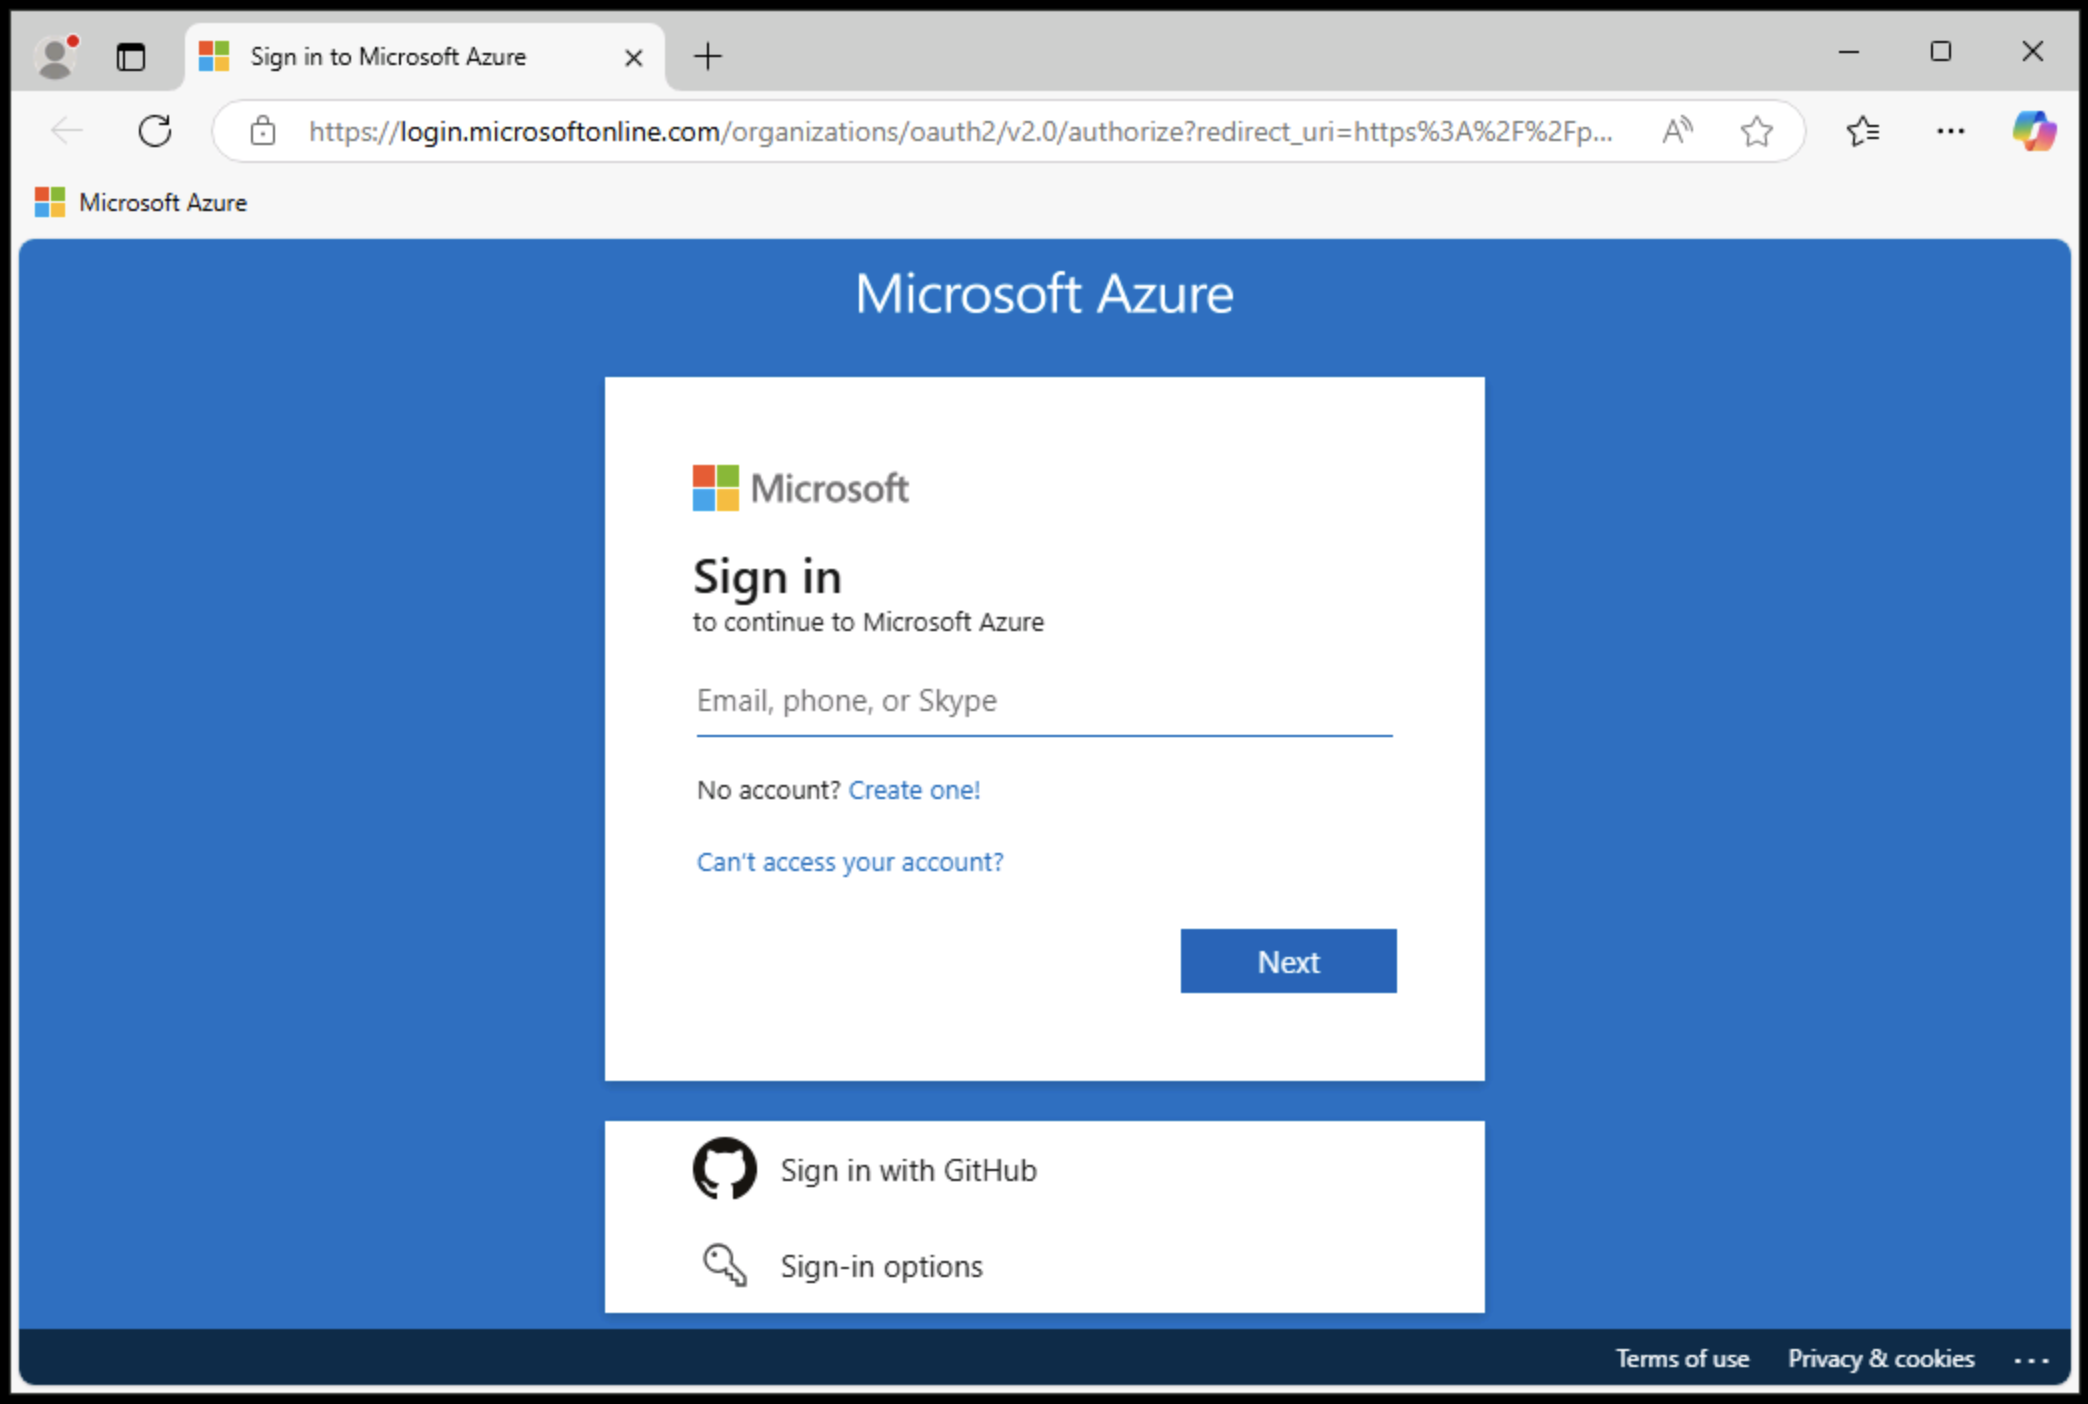 Sign in to Microsoft Azure
https://login.microsoftonline.com/organizations/oauth2/v2.0/authorize?redirect_uri=https%3A%2F%2Fp...
Microsoft Azure
Microsoft Azure
Microsoft
Sign in
to continue to Microsoft Azure
Email, phone, or Skype
No account? Create one!
Can't access your account?
Next
Sign in with GitHub
Sign-in options
Terms of use Privacy & cookies